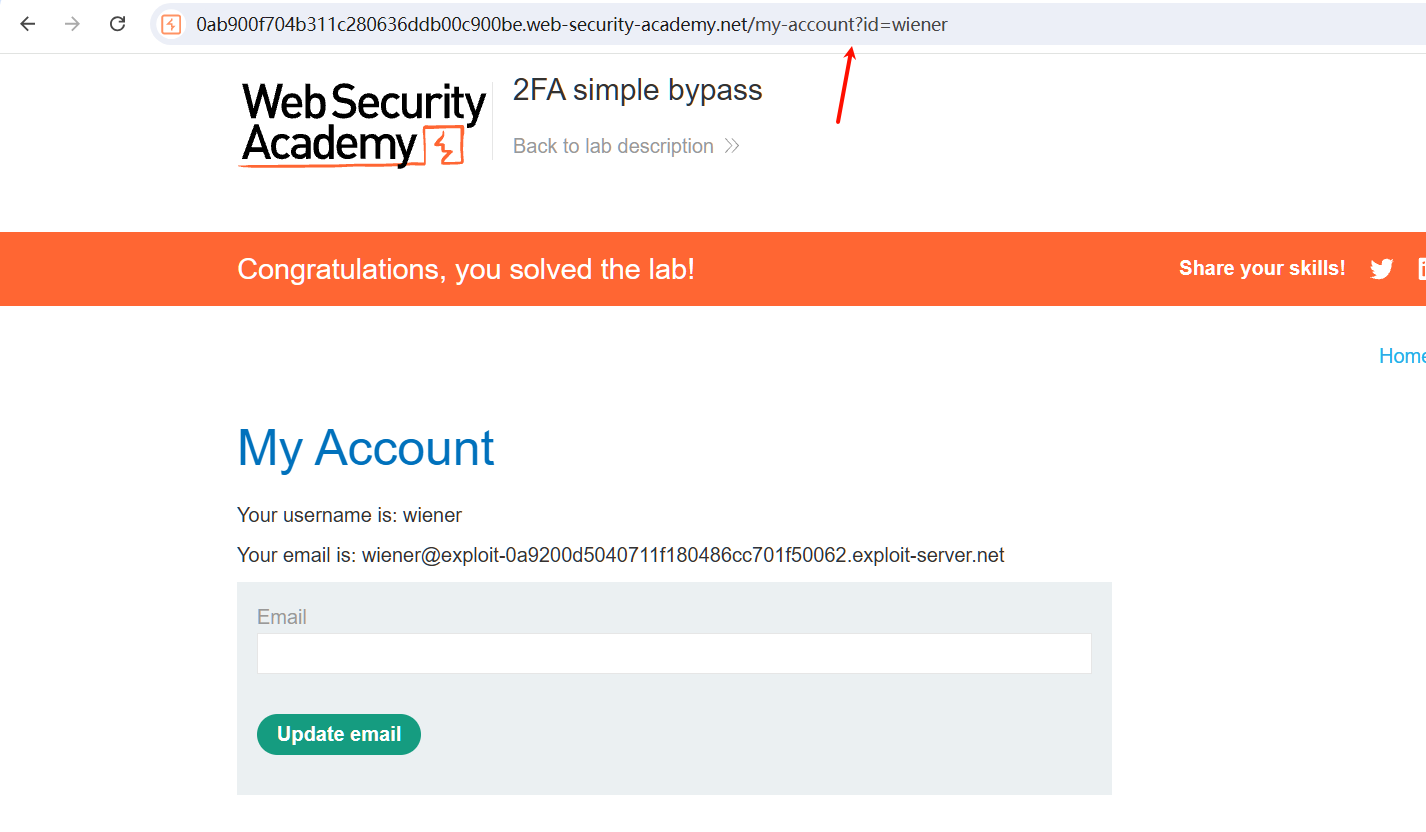 0ab900f704b311c280636ddb00c900be.web-security-academy.net/my-account?id=wiener
Web Security
Academy
2FA simple bypass
Back to lab description
Congratulations, you solved the lab!
Share your skills!
Home
My Account
Your username is: wiener
Your email is: wiener@exploit-0a9200d5040711f180486cc701f50062.exploit-server.net
Email
Update email